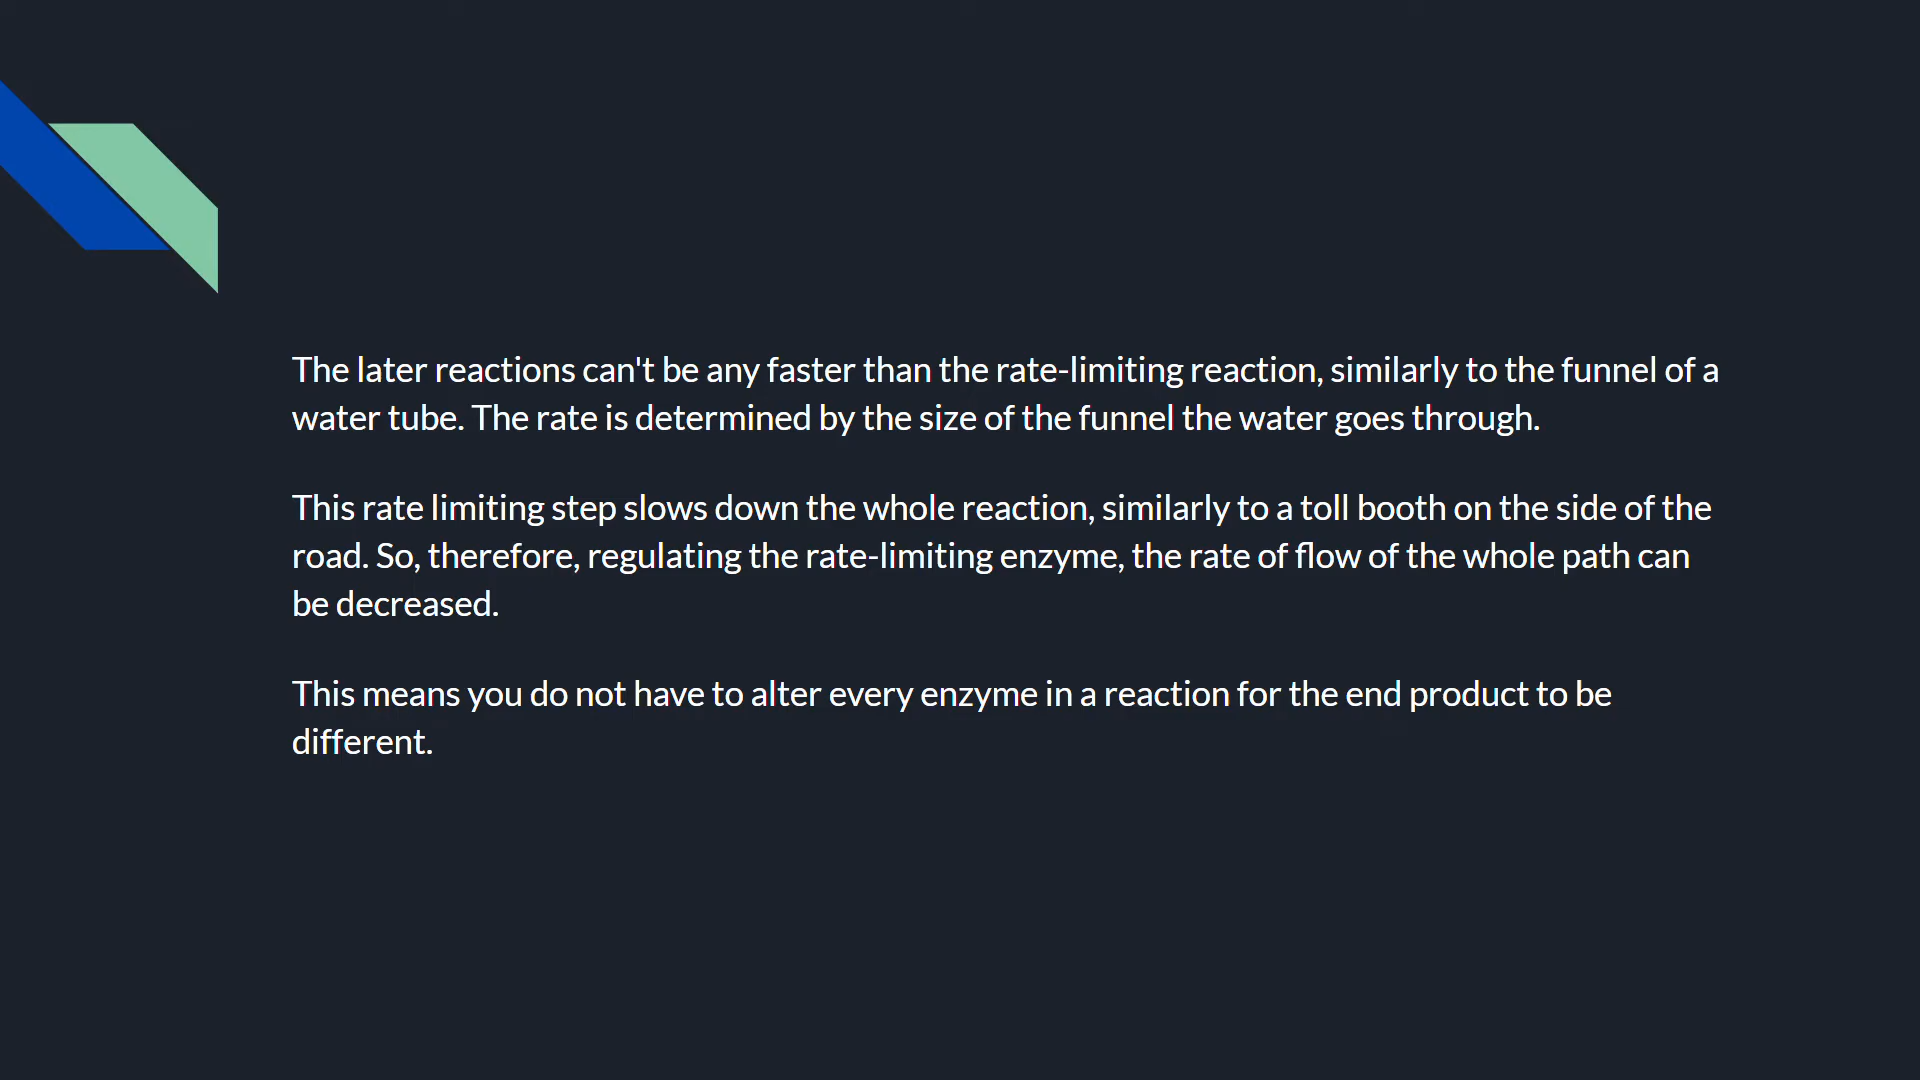 The later reactions can't be any faster than the rate-limiting reaction, similarly to the funnel of a
water tube. The rate is determined by the size of the funnel the water goes through.
This rate limiting step slows down the whole reaction, similarly to a toll booth on the side of the
road. So, therefore, regulating the rate-limiting enzyme, the rate of flow of the whole path can
be decreased.
This means you do not have to alter every enzyme in a reaction for the end product to be
different.